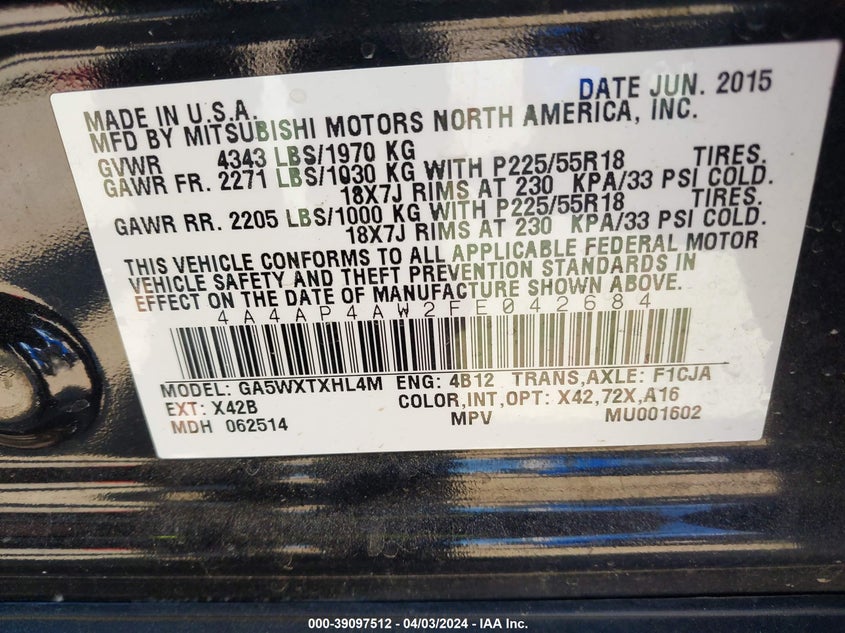 DATE JUN. 2015
MADE IN U.S.A.
MFD BY MITSUBISHI MOTORS NORTH AMERICA, INC.
GVWR 4343 LBS/1970 KG
GAWR FR. 2271 LBS/1030 KG WITH P225/55R18 TIRES.
18X7J RIMS AT 230 KPA/33 PSI COLD.
GAWR RR. 2205 LBS/1000 KG WITH P225/55R18 TIRES.
18X7J RIMS AT 230 KPA/33 PSI COLD.
THIS VEHICLE CONFORMS TO ALL APPLICABLE FEDERAL MOTOR
VEHICLE SAFETY AND THEFT PREVENTION STANDARDS IN
EFFECT ON THE DATE OF MANUFACTURE SHOWN ABOVE.
4A4AP4AW2FE042684
MODEL: GA5WXTXHL4M ENG: 4B12 TRANS,AXLE: F1CJA
EXT: X42B COLOR,INT,OPT: X42,72X,A16
MDH 062514 MPV MU001602
000-39097512 - 04/03/2024 - IAA Inc.